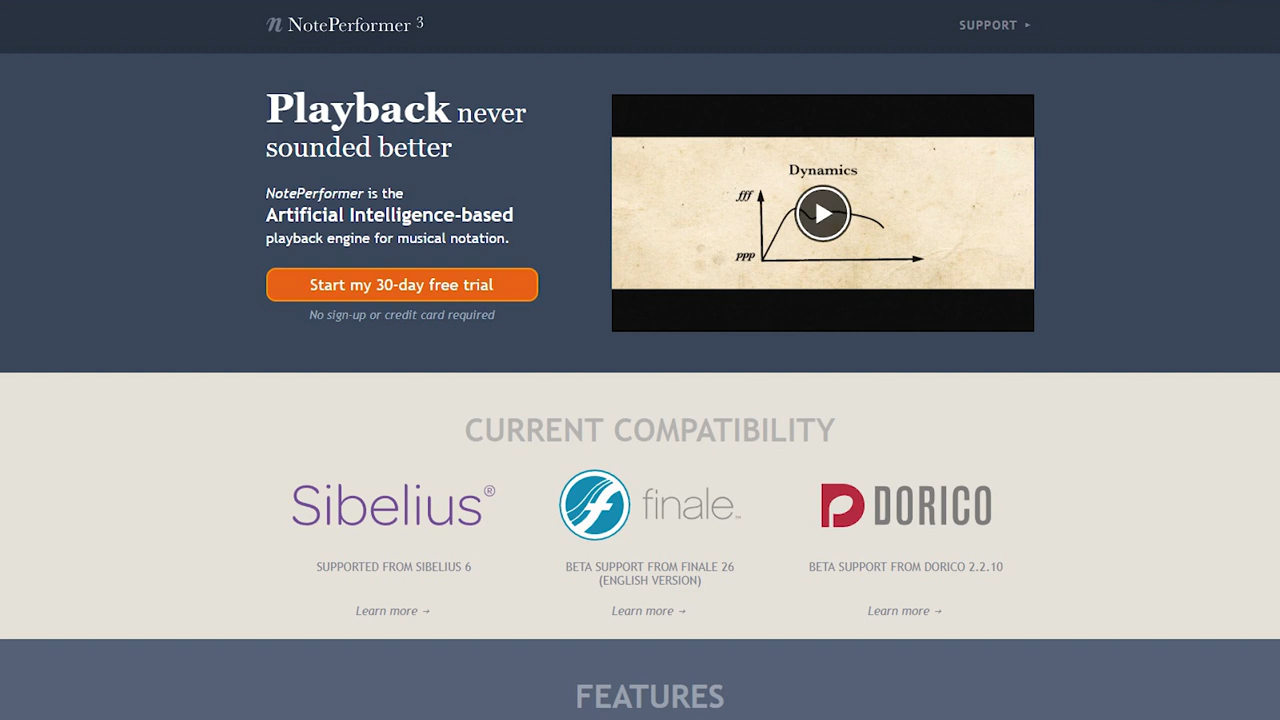 n NotePerformer 3
SUPPORT ▸
Playback never
sounded better
NotePerformer is the
Artificial Intelligence-based
playback engine for musical notation.
Start my 30-day free trial
No sign-up or credit card required
Dynamics
fff
ppp
CURRENT COMPATIBILITY
Sibelius®
finale
DORICO
SUPPORTED FROM SIBELIUS 6
BETA SUPPORT FROM FINALE 26
(ENGLISH VERSION)
BETA SUPPORT FROM DORICO 2.2.10
Learn more →
Learn more →
Learn more →
FEATURES